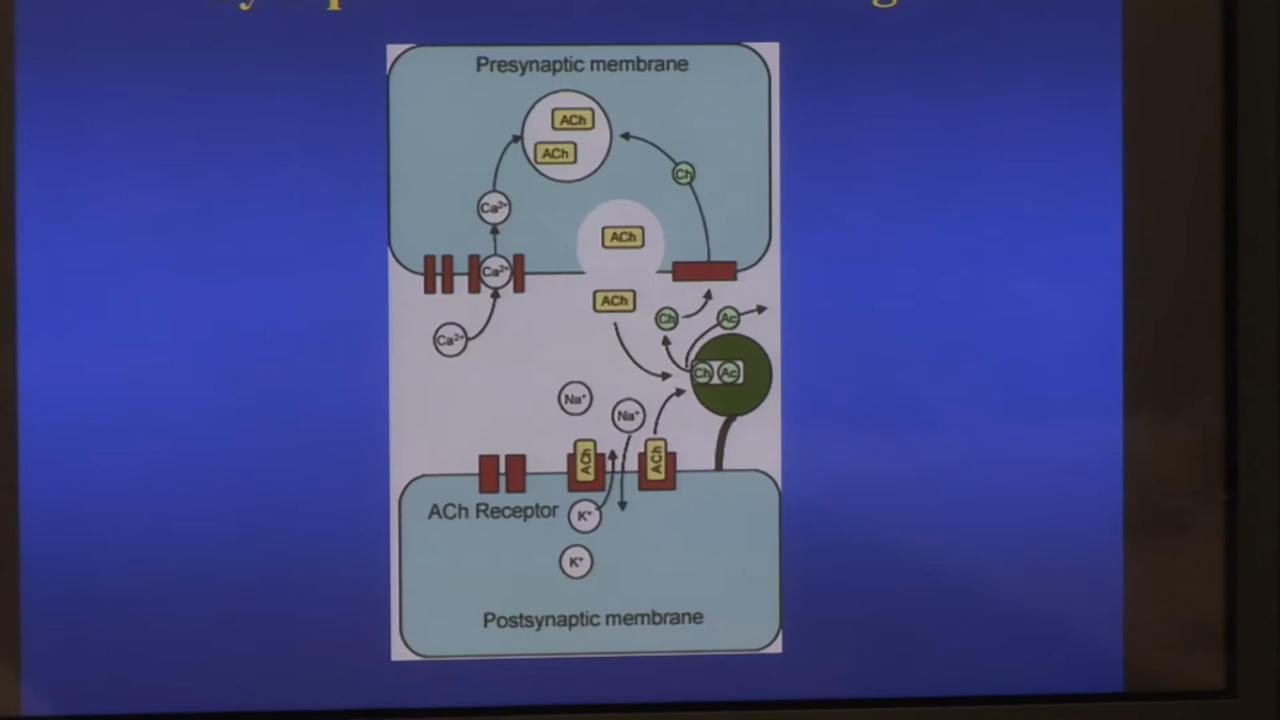 Presynaptic membrane
ACh
ACh
Ch
Ca²⁺
ACh
Ca²⁺
ACh
Ch
Ac
Ca²⁺
Ch
Ac
Na⁺
Na⁺
ACh
ACh
ACh Receptor
K⁺
K⁺
Postsynaptic membrane